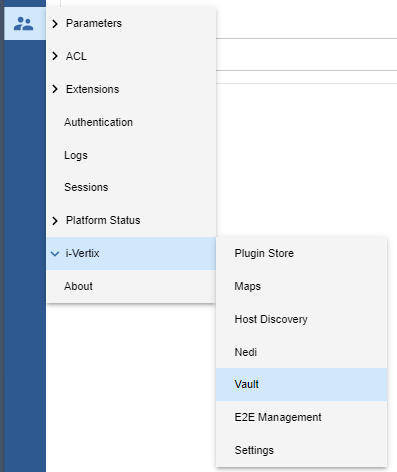 Parameters
ACL
Extensions
Authentication
Logs
Sessions
Platform Status
i-Vertix
About
Plugin Store
Maps
Host Discovery
Nedi
Vault
E2E Management
Settings